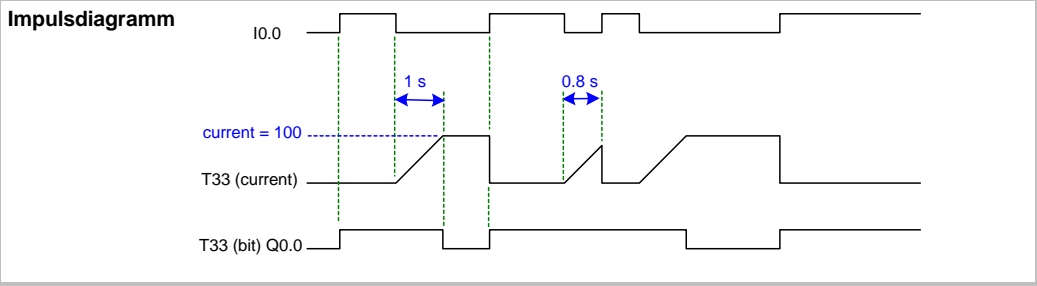 Impulsdiagramm
I0.0
1 s
0.8 s
current = 100
T33 (current)
T33 (bit) Q0.0